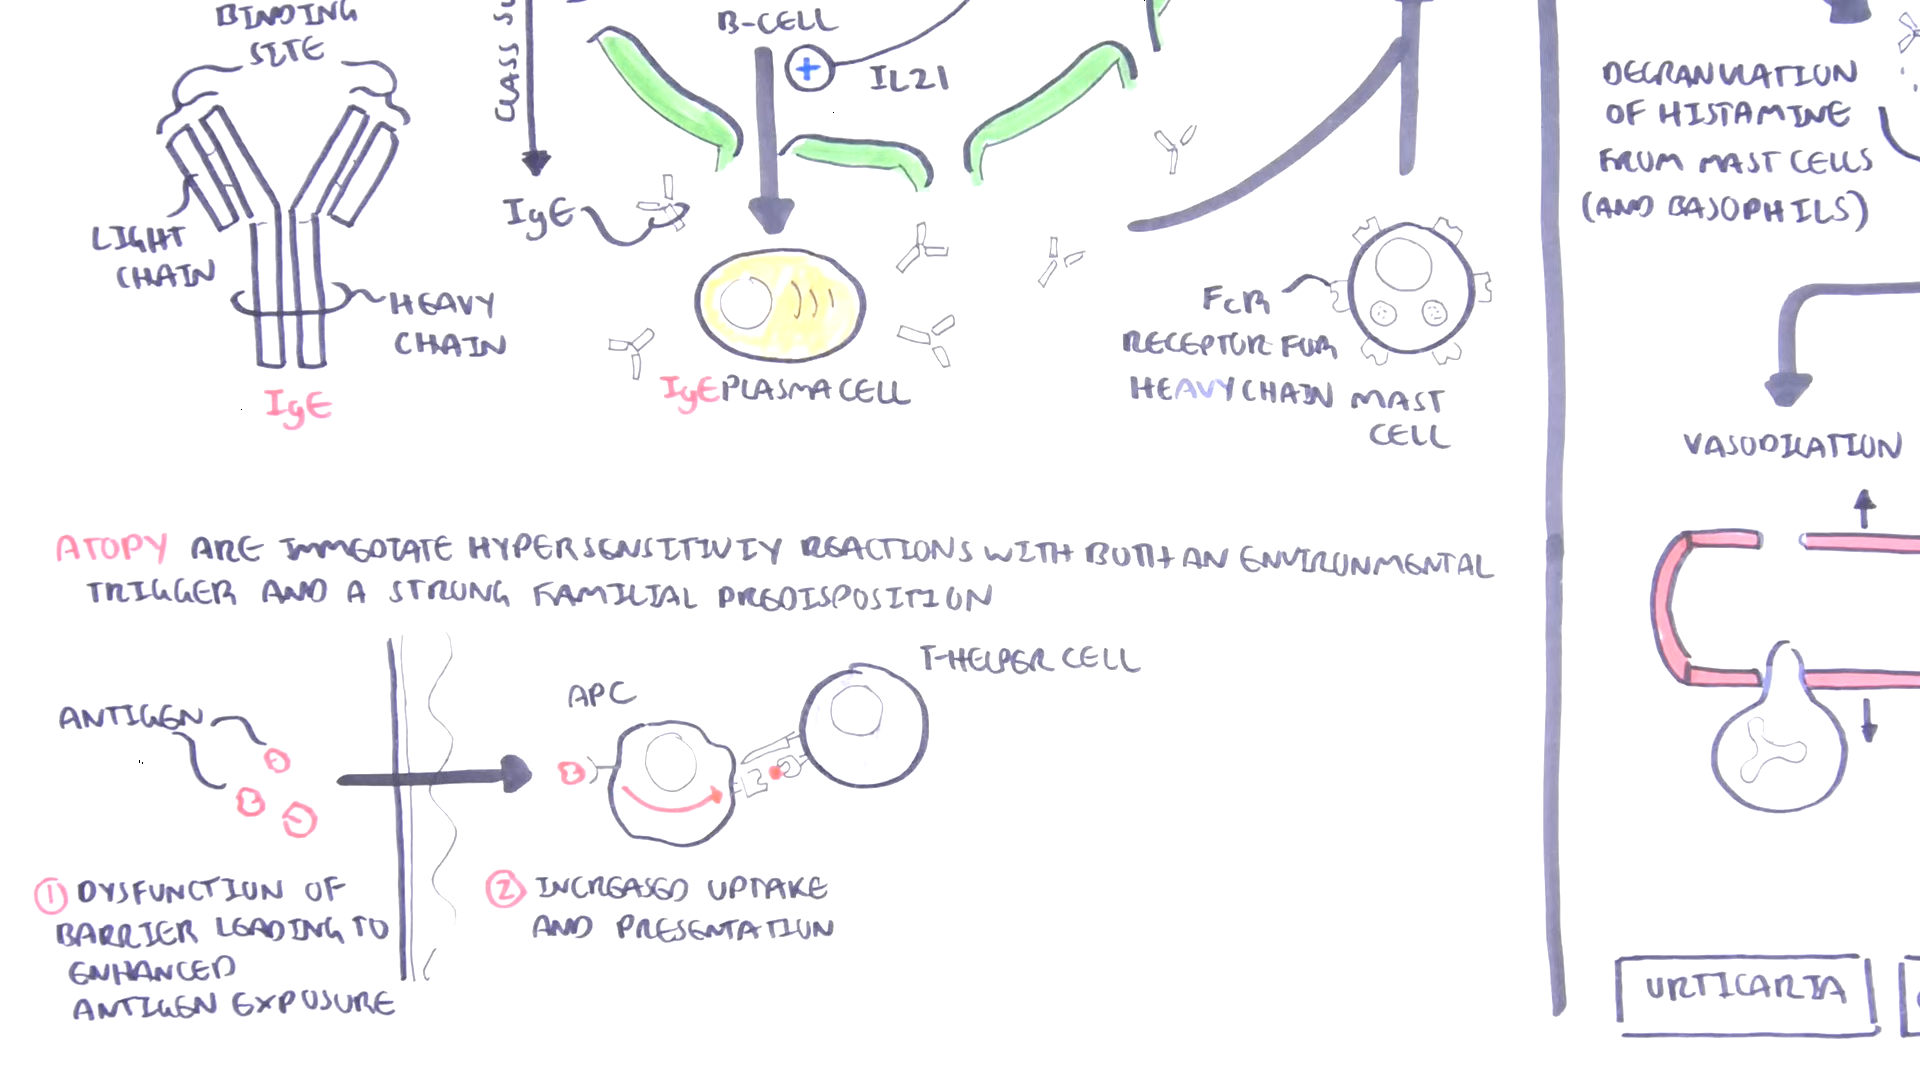 BINDING
SITE
LIGHT
CHAIN
HEAVY
CHAIN
IgE
CLASS
IgE
B-CELL
+
IL21
IgE PLASMA CELL
FcR
RECEPTOR FOR
HEAVY CHAIN
MAST
CELL
DEGRANULATION
OF HISTAMINE
FROM MAST CELLS
(AND BASOPHILS)
VASODILATION
ATOPY ARE IMMEDIATE HYPERSENSITIVIY REACTIONS WITH BOTH AN ENVIRONMENTAL
TRIGGER AND A STRONG FAMILIAL PREDISPOSITION
ANTIGEN
APC
T-HELPER CELL
1 DYSFUNCTION OF
BARRIER LEADING TO
ENHANCED
ANTIGEN EXPOSURE
2 INCREASED UPTAKE
AND PRESENTATION
URTICARIA